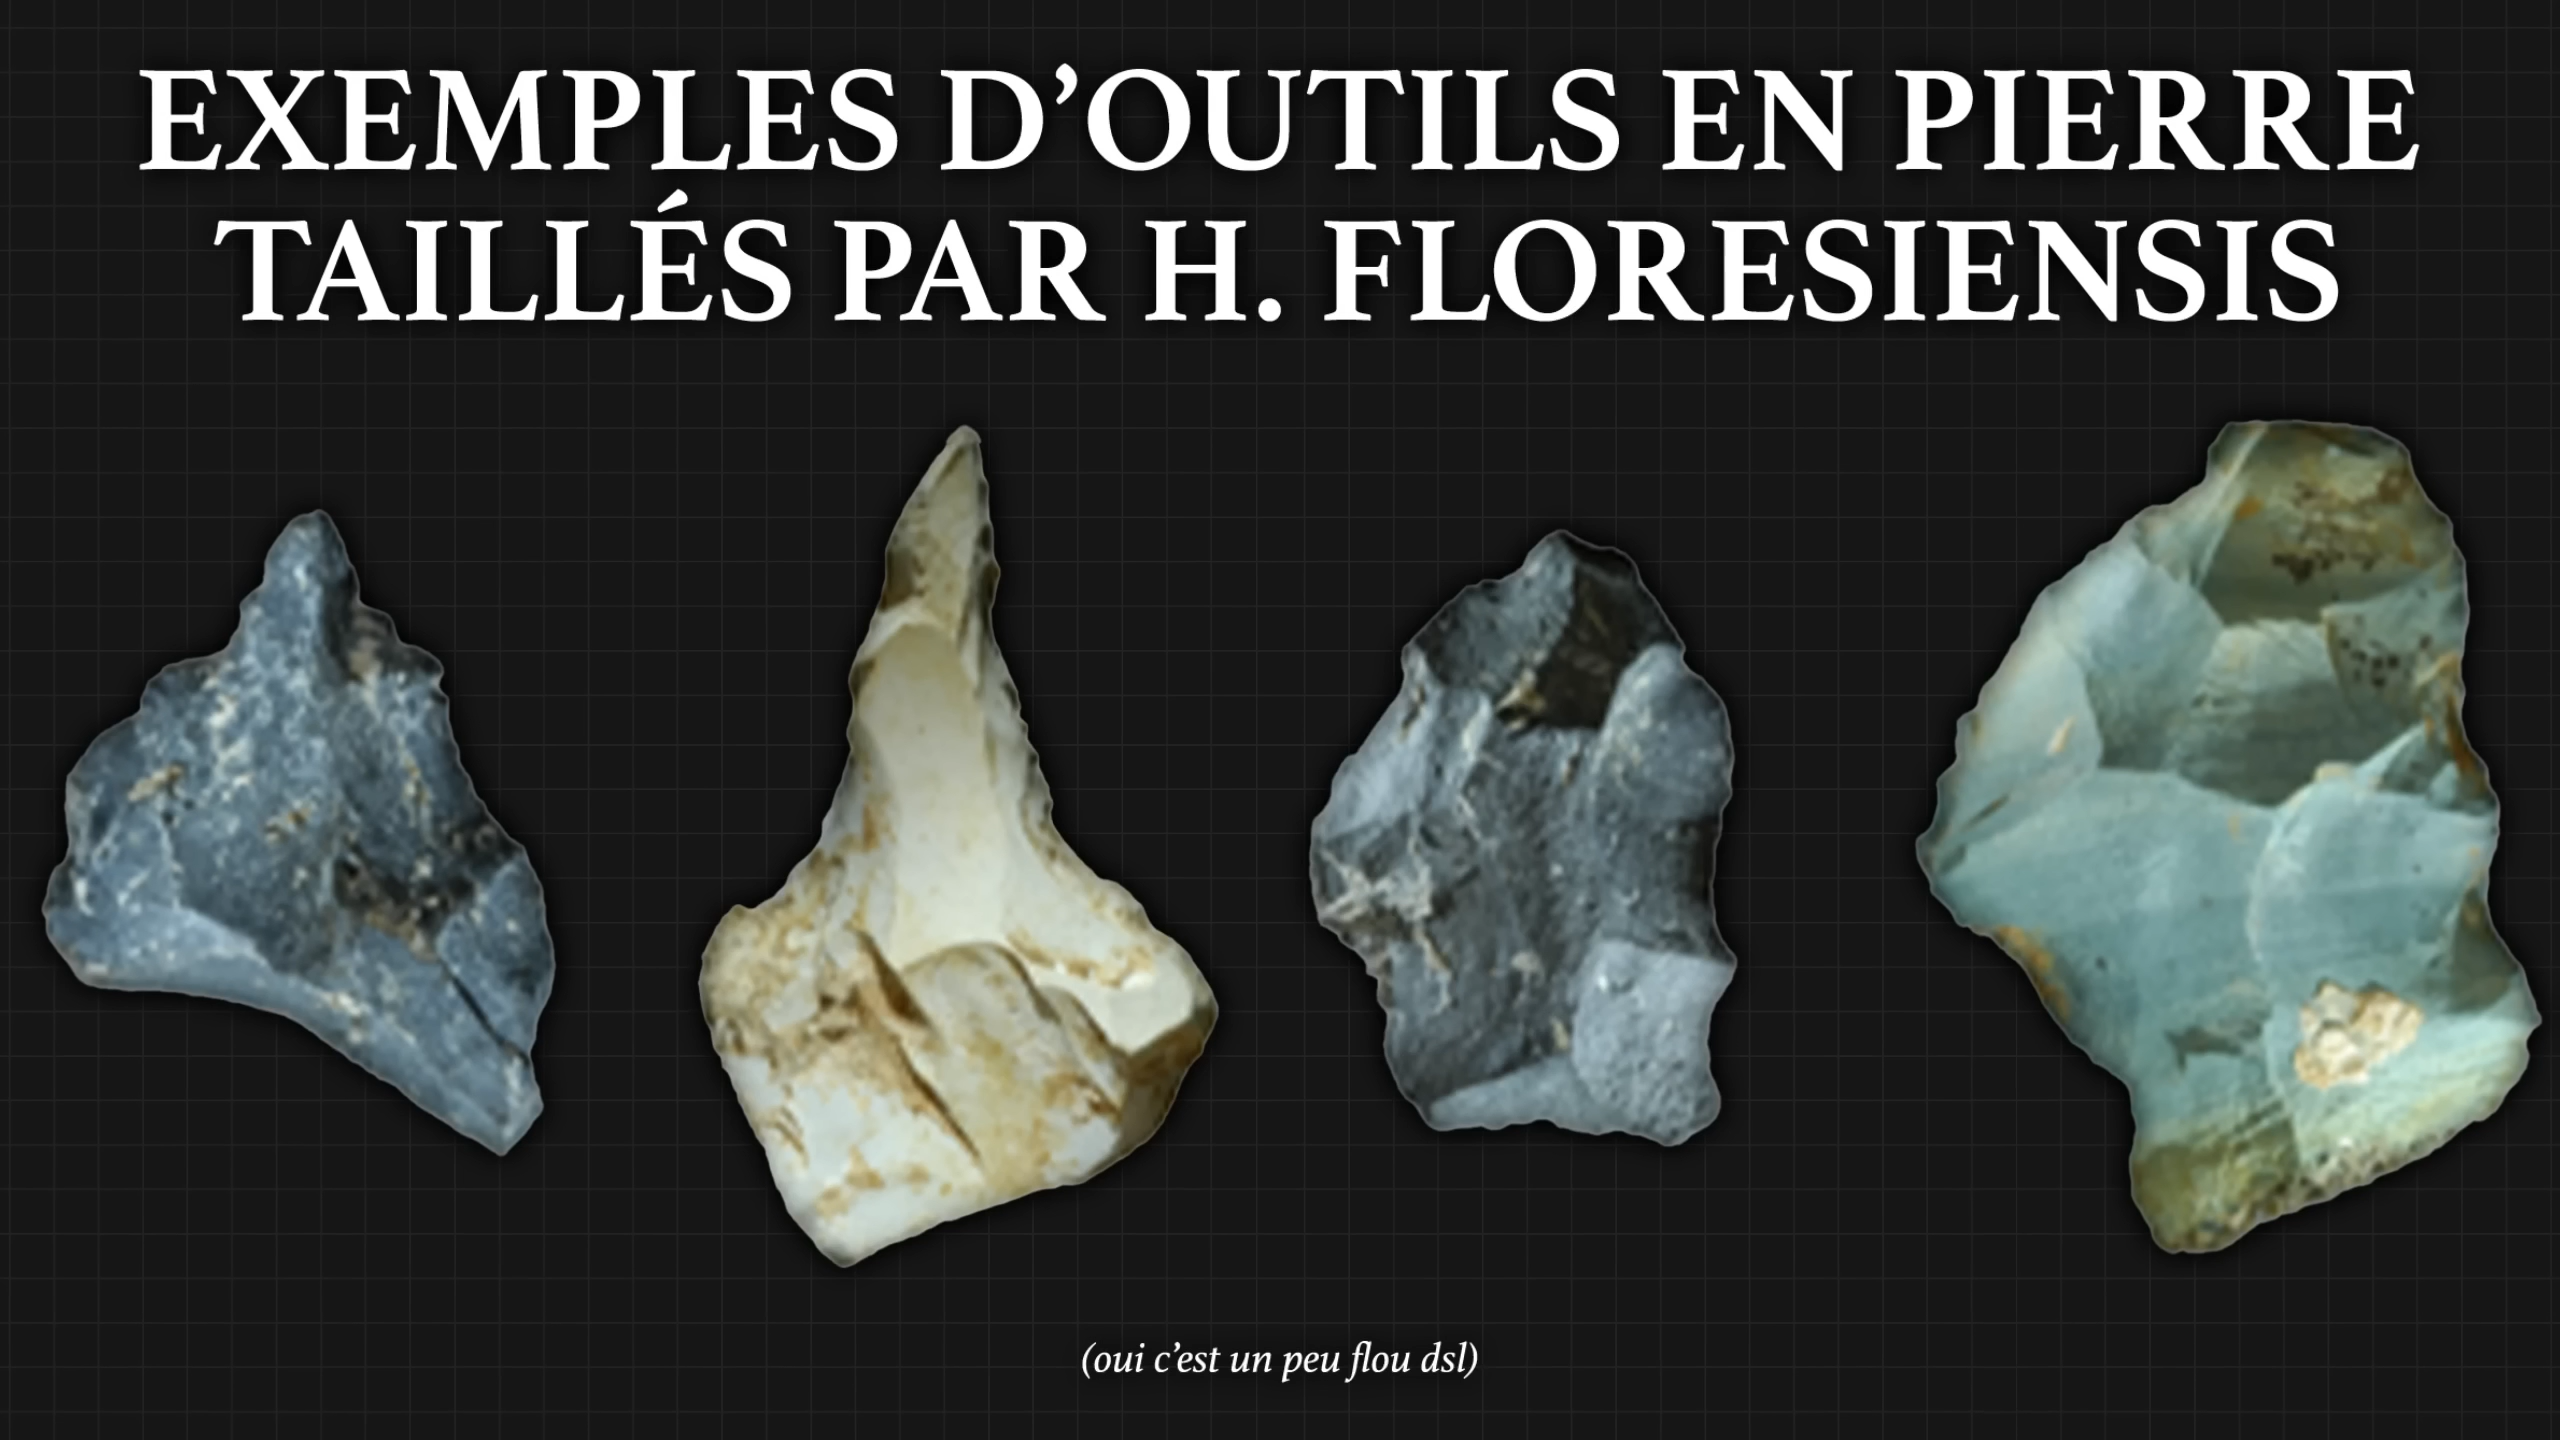 EXEMPLES D’OUTILS EN PIERRE
TAILLÉS PAR H. FLORESIENSIS
(oui c’est un peu flou dsl)